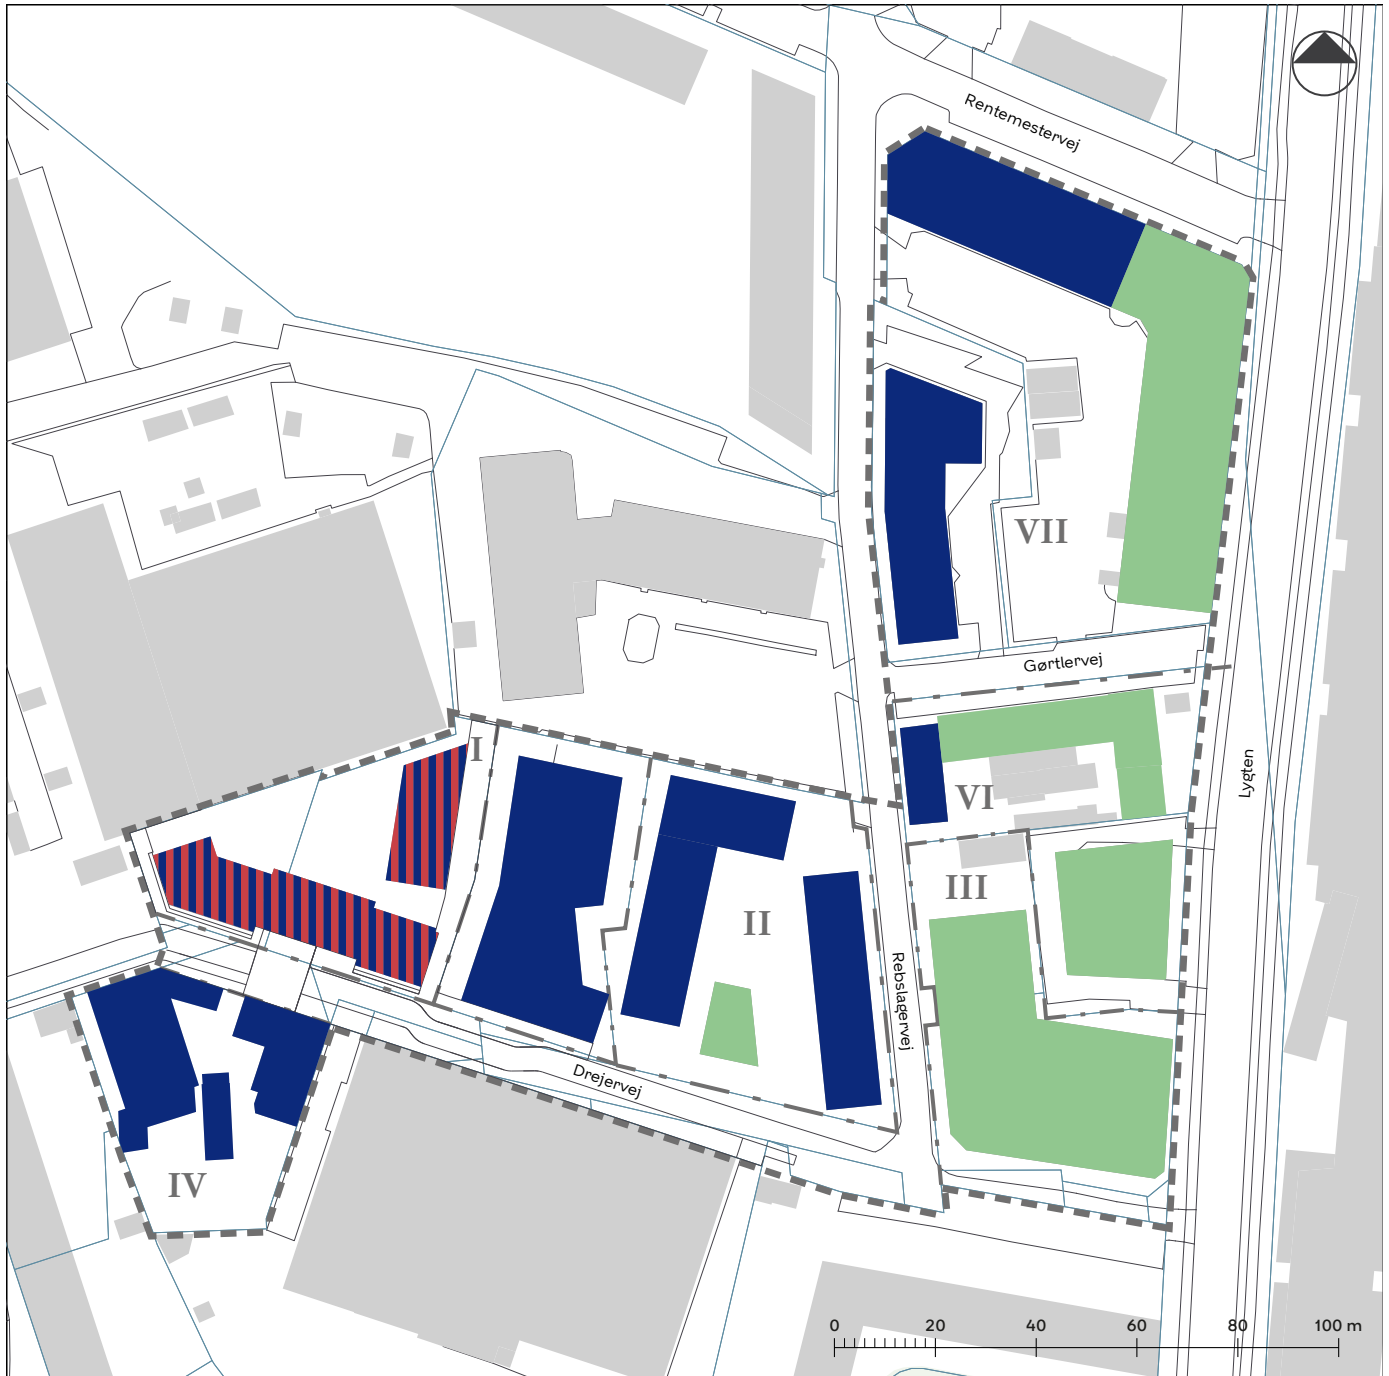 Rentemestervej
VII
Gørtlervej
I
VI
Lygten
III
II
Rebslagervej
Drejervej
IV
0 20 40 60 80 100 m